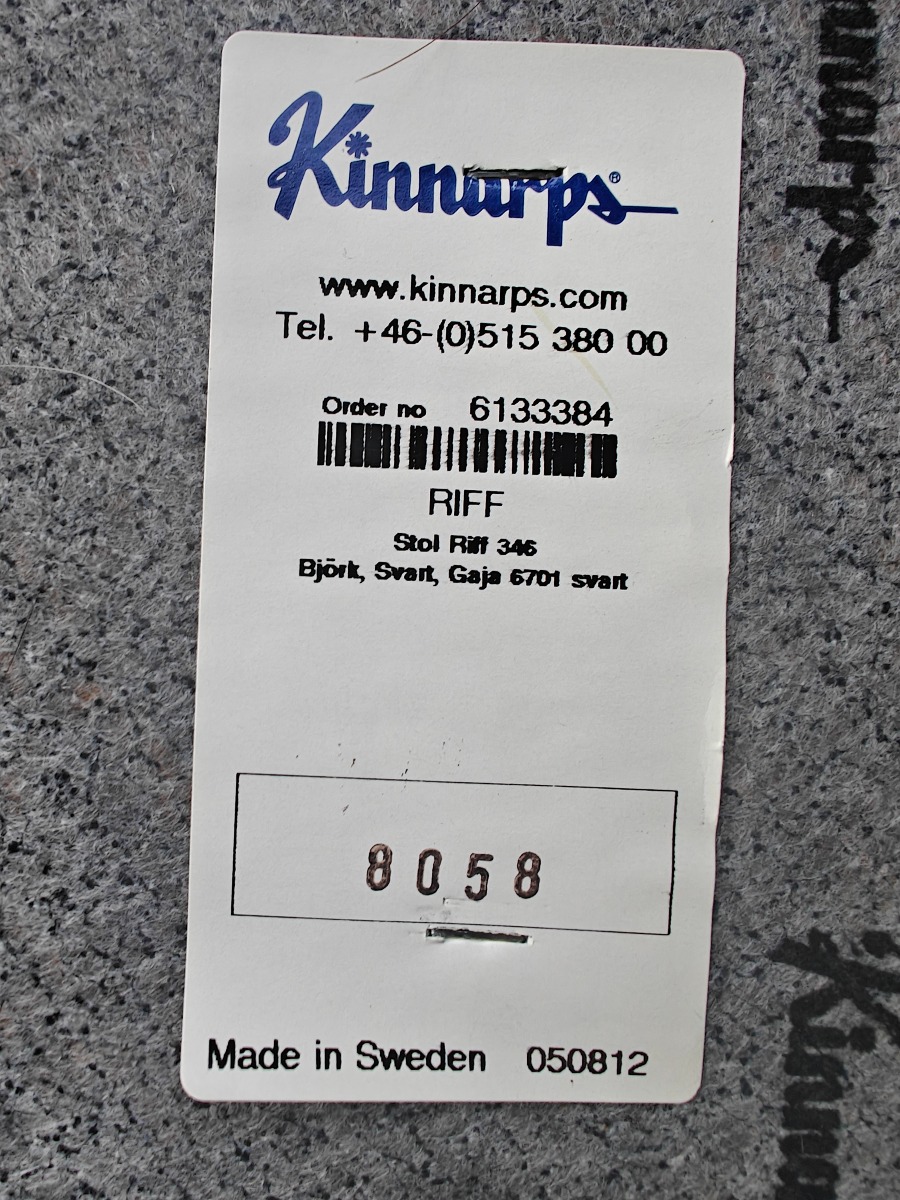 Kinnarps®
www.kinnarps.com
Tel. +46-(0)515 380 00
Order no 6133384
RIFF
Stol Riff 346
Björk, Svart, Gaja 6701 svart
8058
Made in Sweden 050812